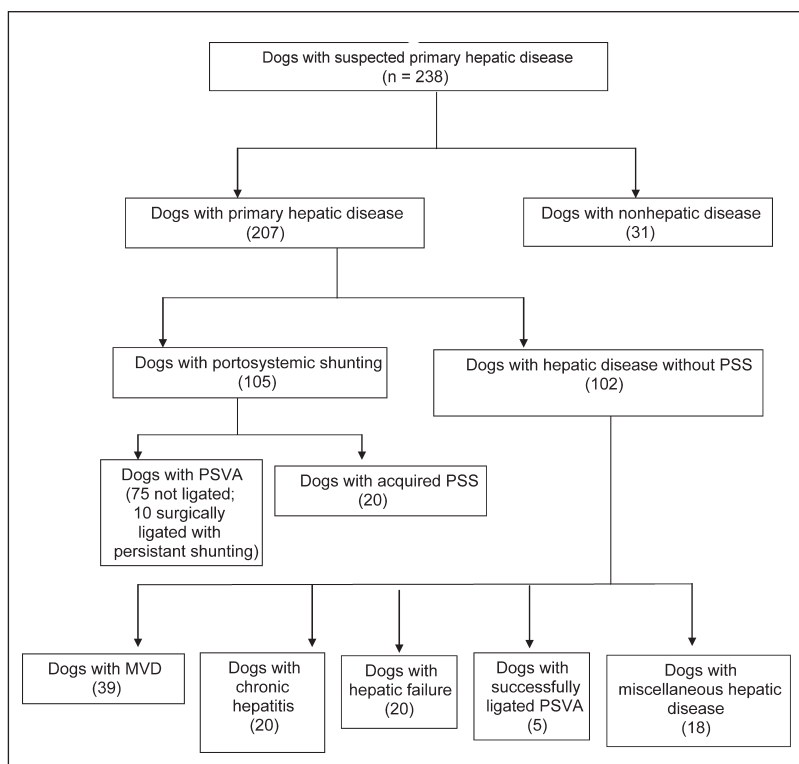 Dogs with suspected primary hepatic disease
(n = 238)
Dogs with primary hepatic disease
(207)
Dogs with nonhepatic disease
(31)
Dogs with portosystemic shunting
(105)
Dogs with hepatic disease without PSS
(102)
Dogs with PSVA
(75 not ligated;
10 surgically
ligated with
persistant shunting)
Dogs with acquired PSS
(20)
Dogs with MVD
(39)
Dogs with
chronic
hepatitis
(20)
Dogs with
hepatic failure
(20)
Dogs with
successfully
ligated PSVA
(5)
Dogs with
miscellaneous hepatic
disease
(18)